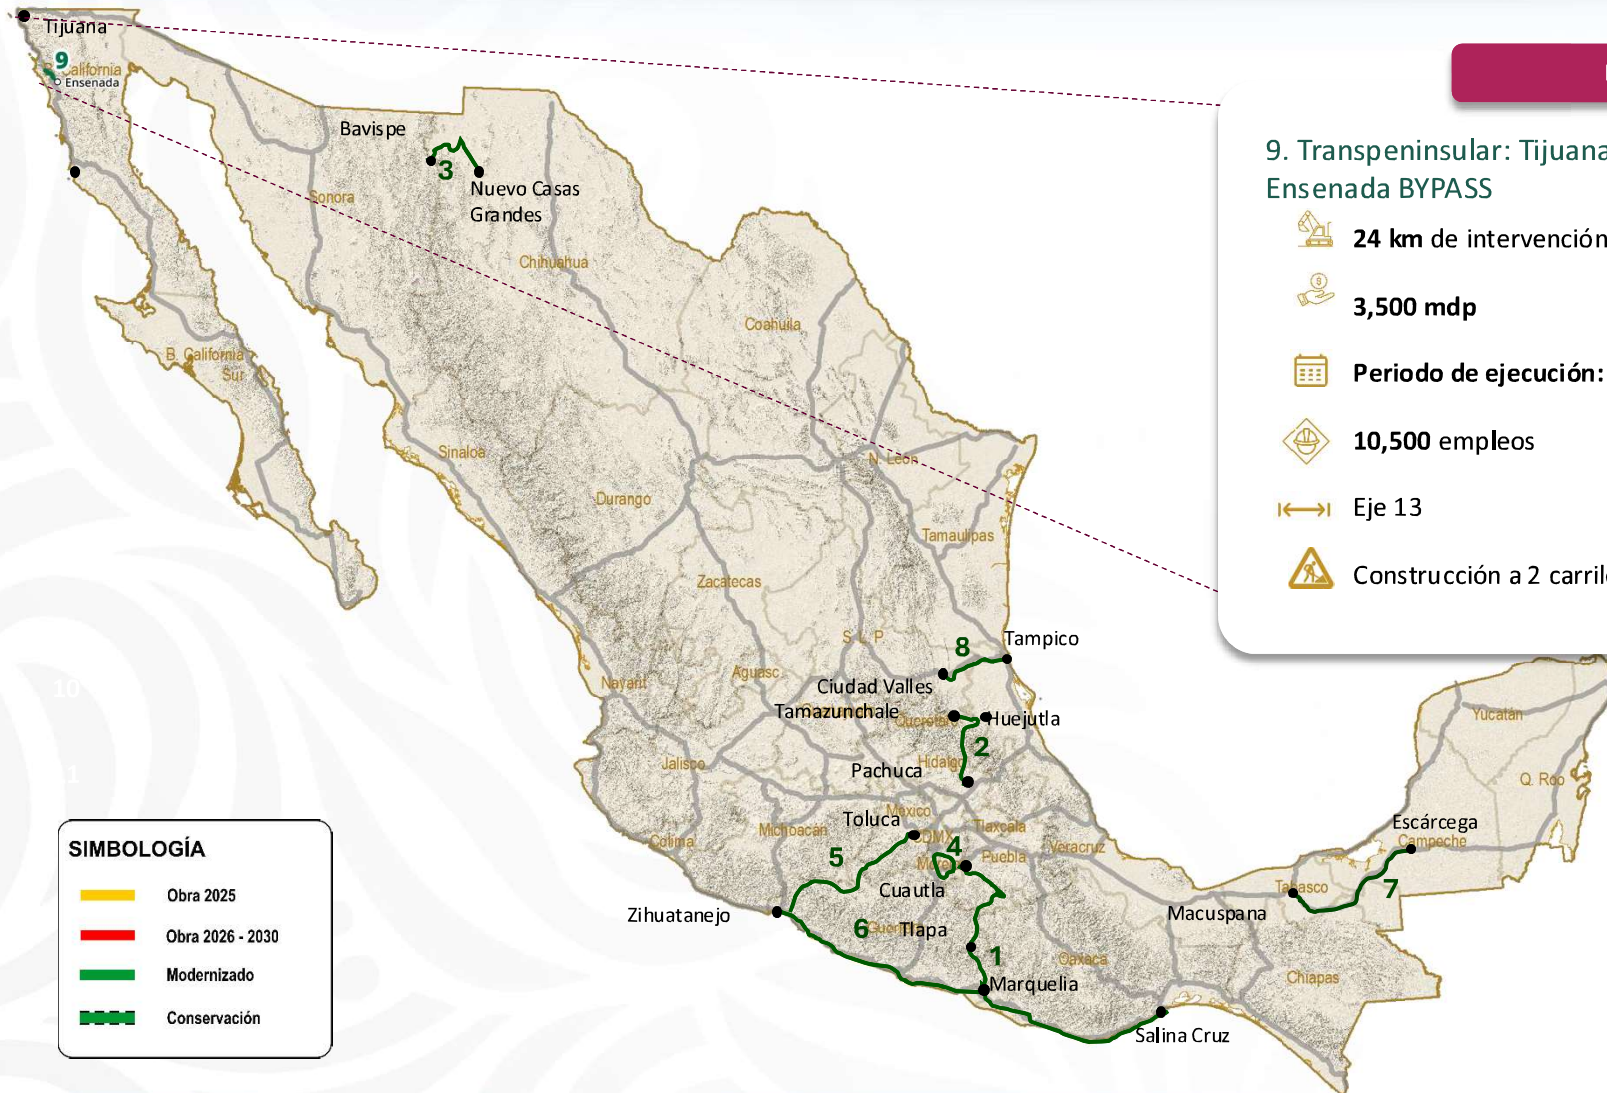 Tijuana
9
B. California
Ensenada
Bavispe
3
Nuevo Casas
Grandes
Sonora
Chihuahua
Coahuila
B. California
Sur
Sinaloa
Durango
N. León
Tamaulipas
Zacatecas
S L P
Tampico
8
Ciudad Valles
Aguasc.
Nayarit
Tamazunchale
Huejutla
2
Hidalgo
Pachuca
Jalisco
México
Toluca
Tlaxcala
Michoacán
CDMX
4
Puebla
Veracruz
Colima
5
Cuautla
Zihuatanejo
6
Tlapa
1
Oaxaca
Marquelia
Salina Cruz
Yucatán
Q. Roo
Escárcega
Campeche
Tabasco
7
Macuspana
Chiapas
10
9. Transpeninsular: Tijuana
Ensenada BYPASS
24 km de intervención
3,500 mdp
Periodo de ejecución:
10,500 empleos
Eje 13
Construcción a 2 carril
SIMBOLOGÍA
Obra 2025
Obra 2026 - 2030
Modernizado
Conservación